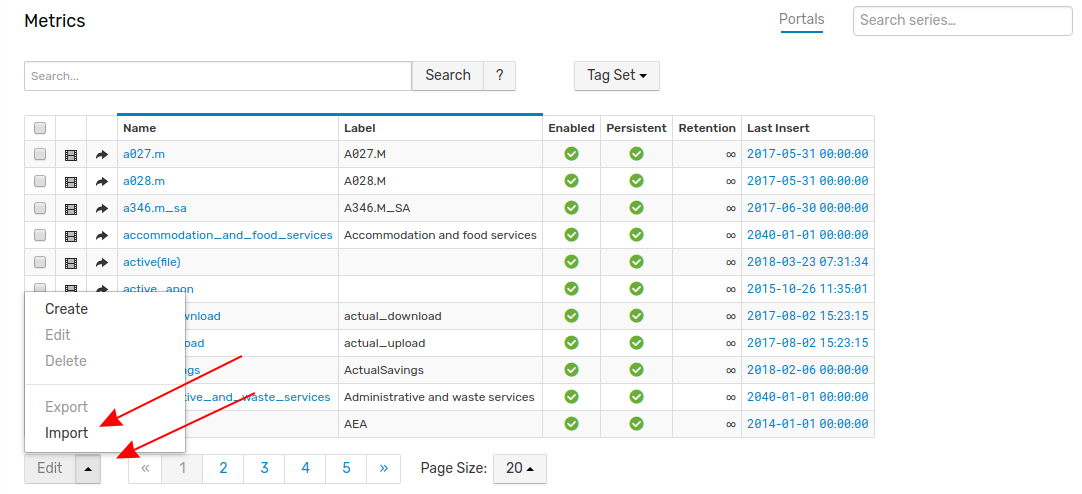 Metrics
Portals
Search series...
Search...
Search
?
Tag Set
Name Label Enabled Persistent Retention Last Insert
a027.m A027.M ∞ 2017-05-31 00:00:00
a028.m A028.M ∞ 2017-05-31 00:00:00
a346.m_sa A346.M_SA ∞ 2017-06-30 00:00:00
accommodation_and_food_services Accommodation and food services ∞ 2040-01-01 00:00:00
active(file) ∞ 2018-03-23 07:31:34
active_anon ∞ 2015-10-26 11:35:01
wnload actual_download ∞ 2017-08-02 15:23:15
oad actual_upload ∞ 2017-08-02 15:23:15
gs ActualSavings ∞ 2018-02-06 00:00:00
tive_and_waste_services Administrative and waste services ∞ 2040-01-01 00:00:00
AEA ∞ 2014-01-01 00:00:00
Create
Edit
Delete
Export
Import
Edit « 1 2 3 4 5 » Page Size: 20